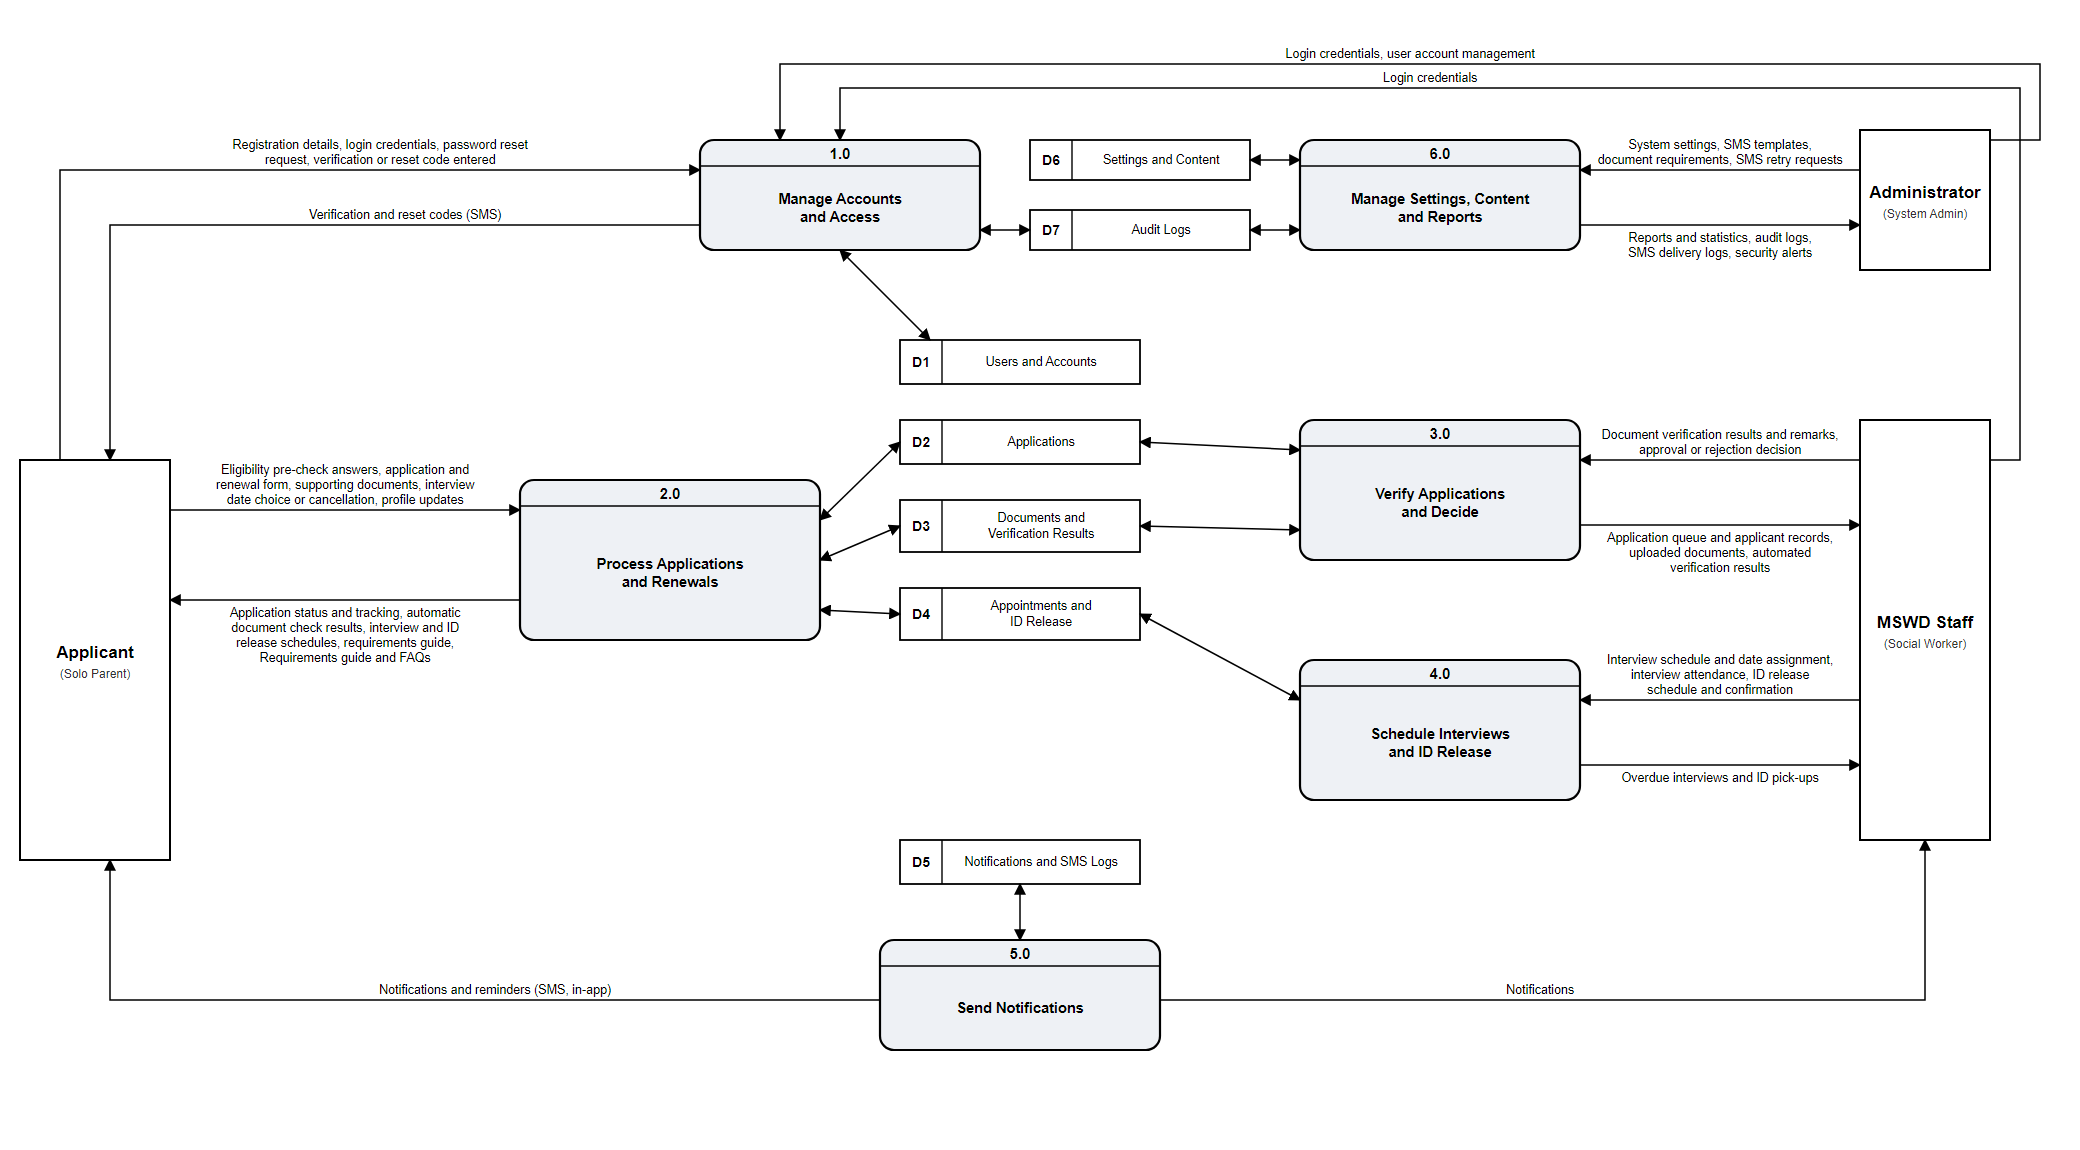 Login credentials, user account management
Login credentials
Registration details, login credentials, password reset
request, verification or reset code entered
Verification and reset codes (SMS)
1.0
Manage Accounts
and Access
D6
Settings and Content
D7
Audit Logs
6.0
Manage Settings, Content
and Reports
System settings, SMS templates,
document requirements, SMS retry requests
Reports and statistics, audit logs,
SMS delivery logs, security alerts
Administrator
(System Admin)
D1
Users and Accounts
D2
Applications
D3
Documents and
Verification Results
D4
Appointments and
ID Release
3.0
Verify Applications
and Decide
Document verification results and remarks,
approval or rejection decision
Application queue and applicant records,
uploaded documents, automated
verification results
Eligibility pre-check answers, application and
renewal form, supporting documents, interview
date choice or cancellation, profile updates
2.0
Process Applications
and Renewals
Application status and tracking, automatic
document check results, interview and ID
release schedules, requirements guide,
Requirements guide and FAQs
Applicant
(Solo Parent)
MSWD Staff
(Social Worker)
4.0
Schedule Interviews
and ID Release
Interview schedule and date assignment,
interview attendance, ID release
schedule and confirmation
Overdue interviews and ID pick-ups
D5
Notifications and SMS Logs
5.0
Send Notifications
Notifications and reminders (SMS, in-app)
Notifications